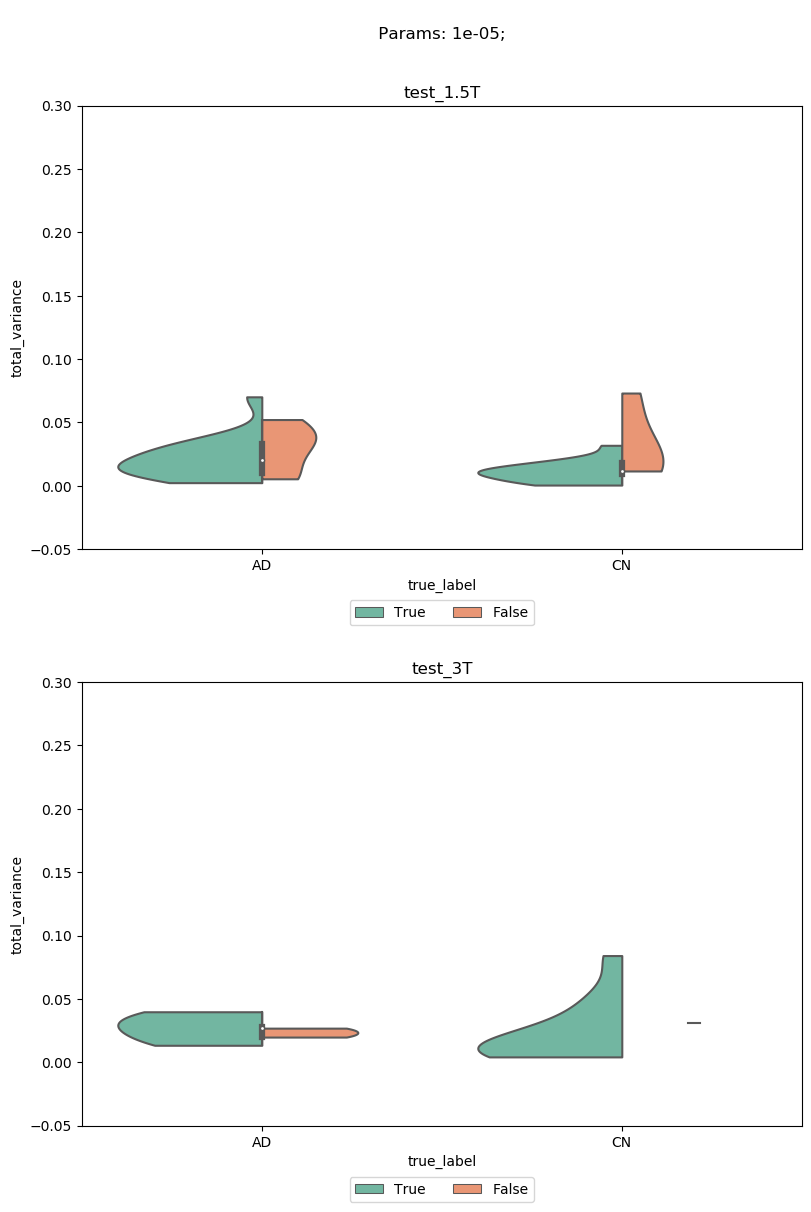 Params: 1e-05;
test_1.5T
0.30
0.25
0.20
0.15
0.10
0.05
0.00
−0.05
total_variance
AD CN
true_label
True False
test_3T
0.30
0.25
0.20
0.15
0.10
0.05
0.00
−0.05
total_variance
AD CN
true_label
True False